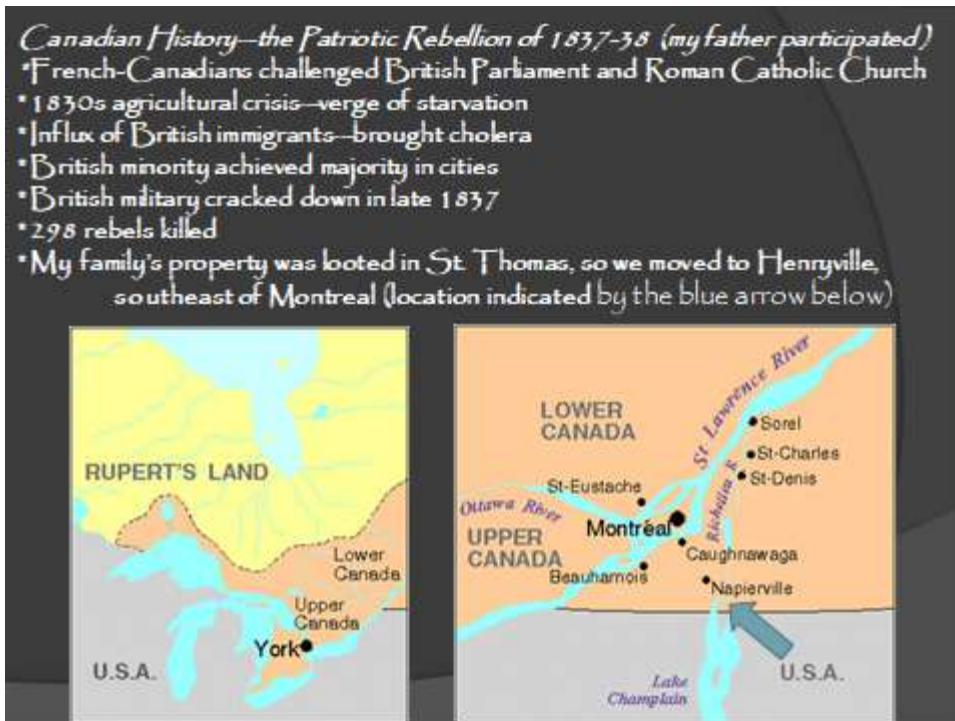 Canadian History—the Patriotic Rebellion of 1837-38 (my father participated)
*French-Canadians challenged British Parliament and Roman Catholic Church
*1830s agricultural crisis—verge of starvation
*Influx of British immigrants—brought cholera
*British minority achieved majority in cities
*British military cracked down in late 1837
*298 rebels killed
*My family's property was looted in St. Thomas, so we moved to Henryville,
southeast of Montreal (location indicated by the blue arrow below)
RUPERT'S LAND
Lower
Canada
Upper
Canada
York
U.S.A.
LOWER
CANADA
St Lawrence River
Sorel
St-Charles
St-Denis
Richilieu R.
St-Eustache
Ottawa River
Montréal
UPPER
CANADA
Caughnawaga
Beauharnois
Napierville
U.S.A.
Lake
Champlain